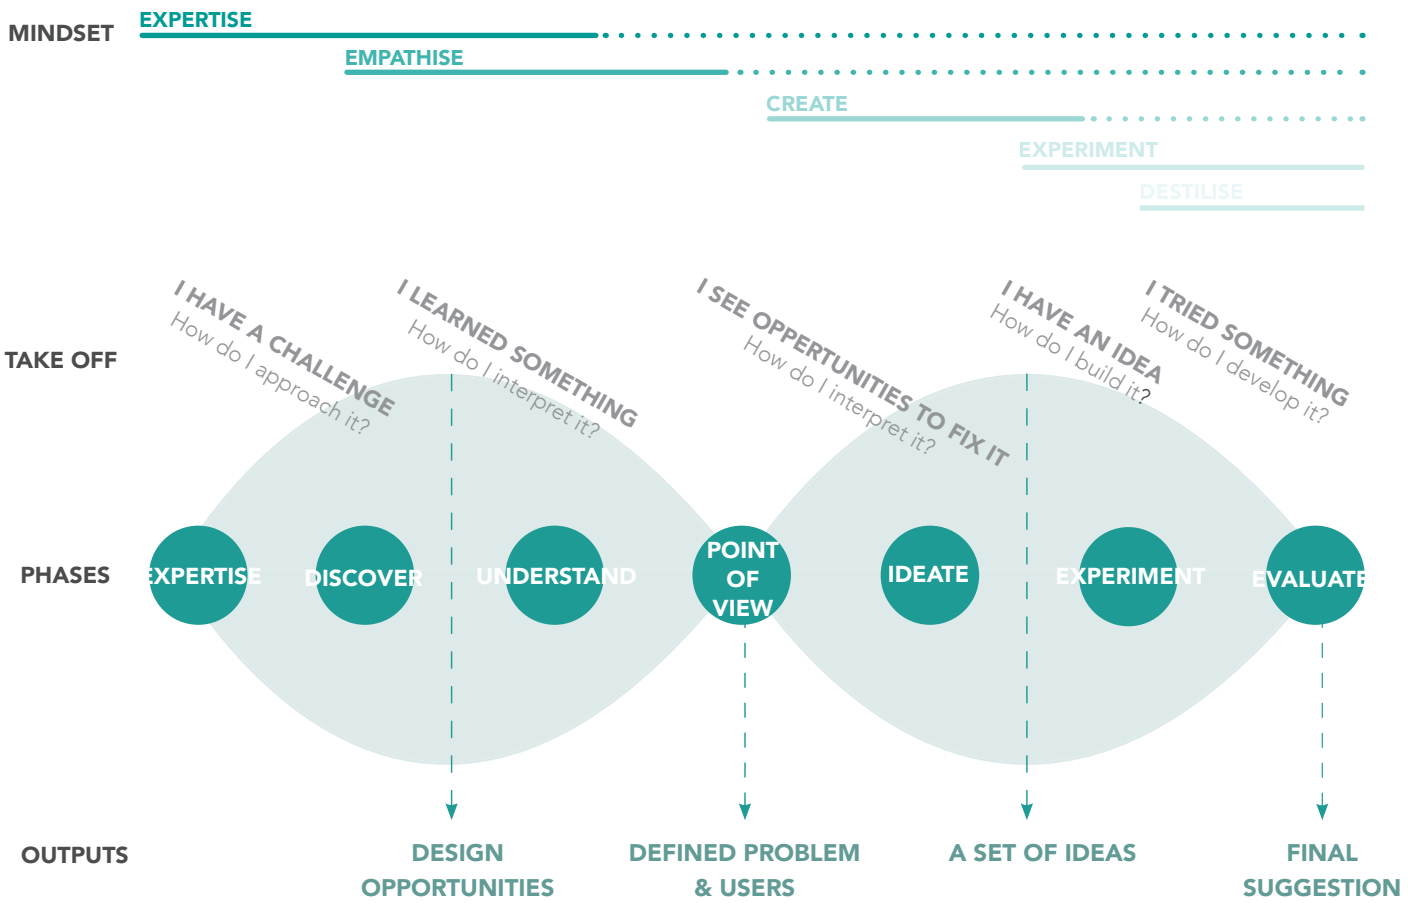 MINDSET
EXPERTISE
EMPATHISE
CREATE
EXPERIMENT
DESTILISE
TAKE OFF
I HAVE A CHALLENGE
How do I approach it?
I LEARNED SOMETHING
How do I interpret it?
I SEE OPPERTUNITIES TO FIX IT
How do I interpret it?
I HAVE AN IDEA
How do I build it?
I TRIED SOMETHING
How do I develop it?
PHASES
EXPERTISE
DISCOVER
UNDERSTAND
POINT
OF
VIEW
IDEATE
EXPERIMENT
EVALUATE
OUTPUTS
DESIGN
OPPORTUNITIES
DEFINED PROBLEM
& USERS
A SET OF IDEAS
FINAL
SUGGESTION